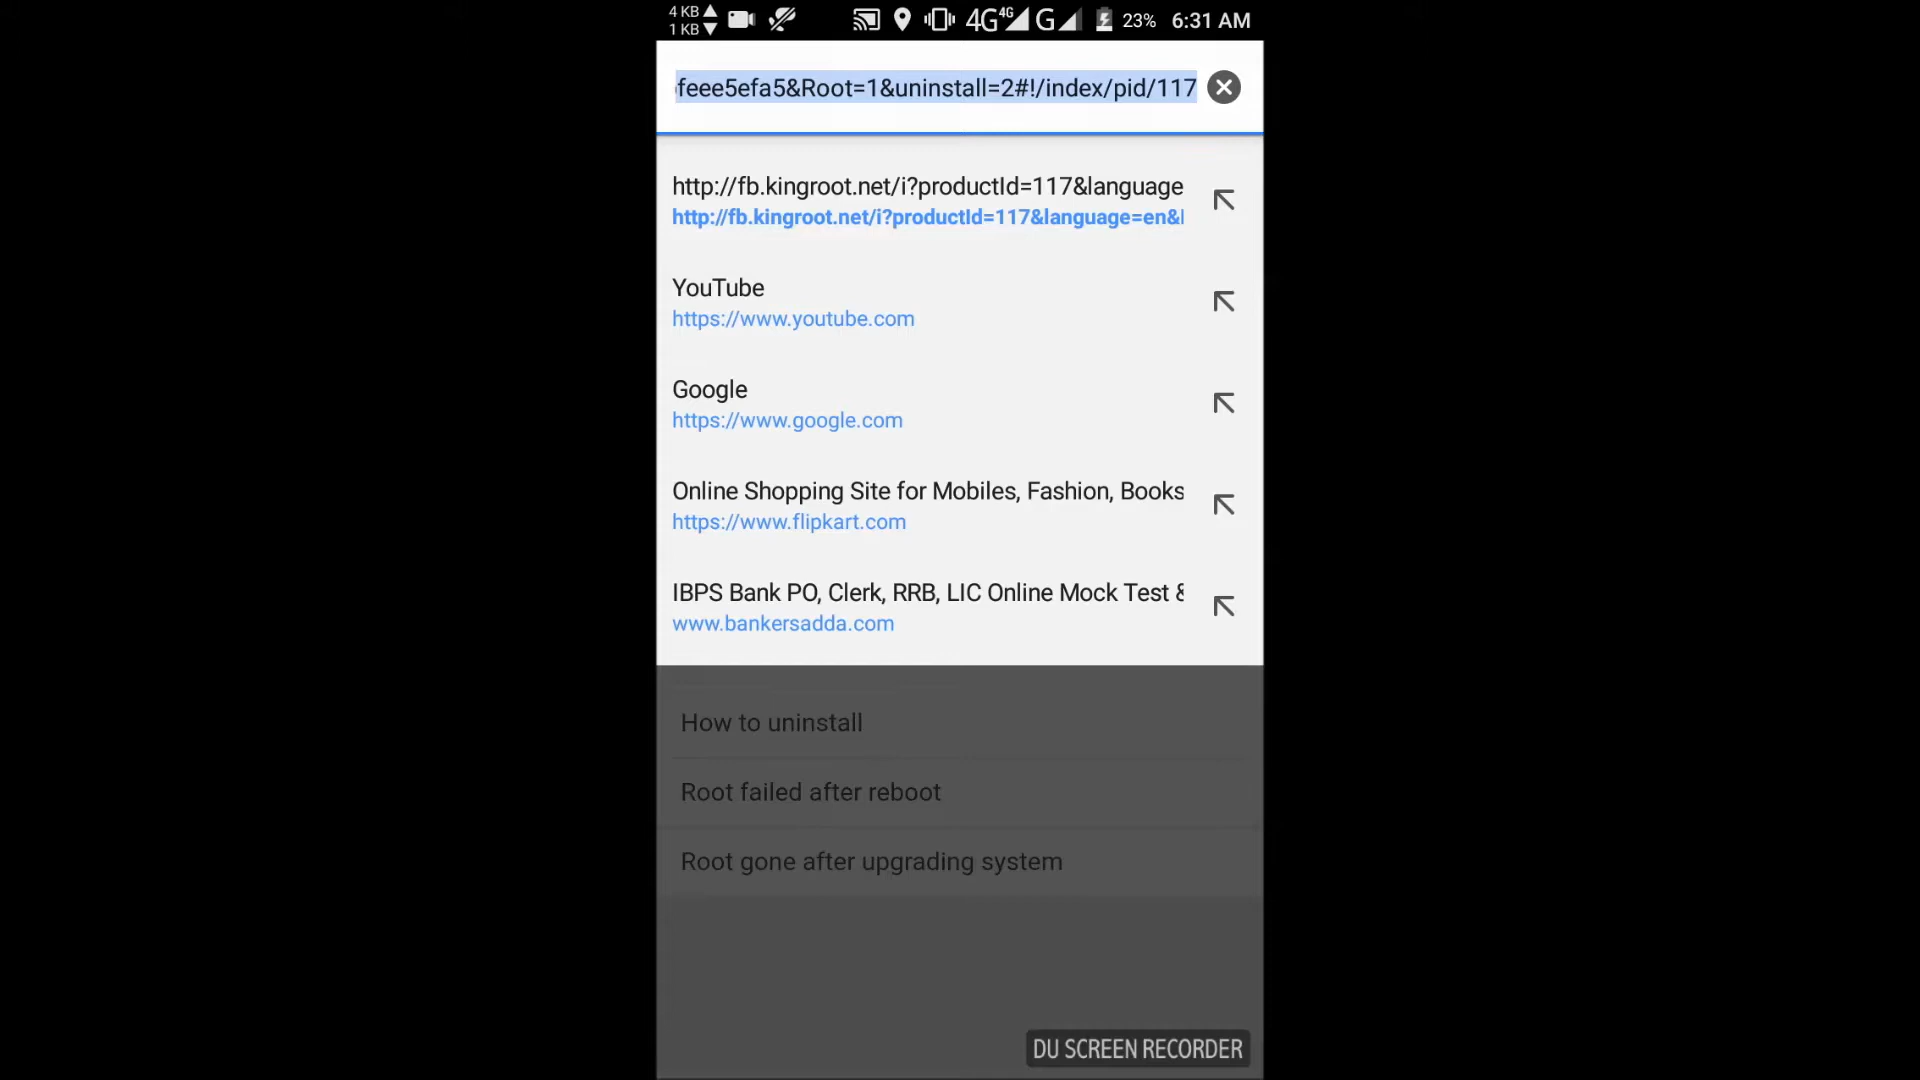 4 KB
1 KB
4G 4G G 23% 6:31 AM
feee5efa5&Root=1&uninstall=2#!/index/pid/117
http://fb.kingroot.net/i?productId=117&language
http://fb.kingroot.net/i?productId=117&language=en&
YouTube
https://www.youtube.com
Google
https://www.google.com
Online Shopping Site for Mobiles, Fashion, Books
https://www.flipkart.com
IBPS Bank PO, Clerk, RRB, LIC Online Mock Test &
www.bankersadda.com
How to uninstall
Root failed after reboot
Root gone after upgrading system
DU SCREEN RECORDER